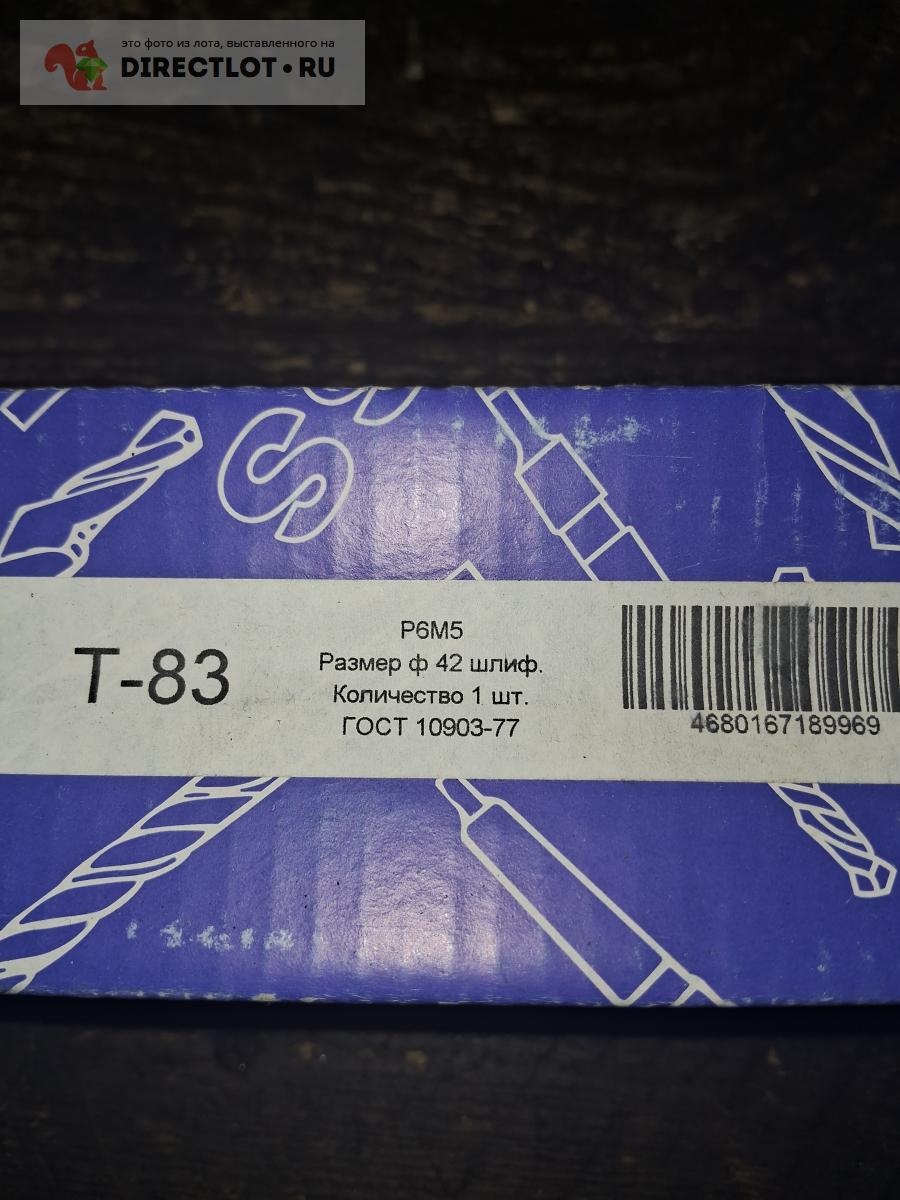 это фото из лота, выставленного на
DIRECTLOT•RU
S
Т-83
Р6М5
Размер ф 42 шлиф.
Количество 1 шт.
ГОСТ 10903-77
4680167189969